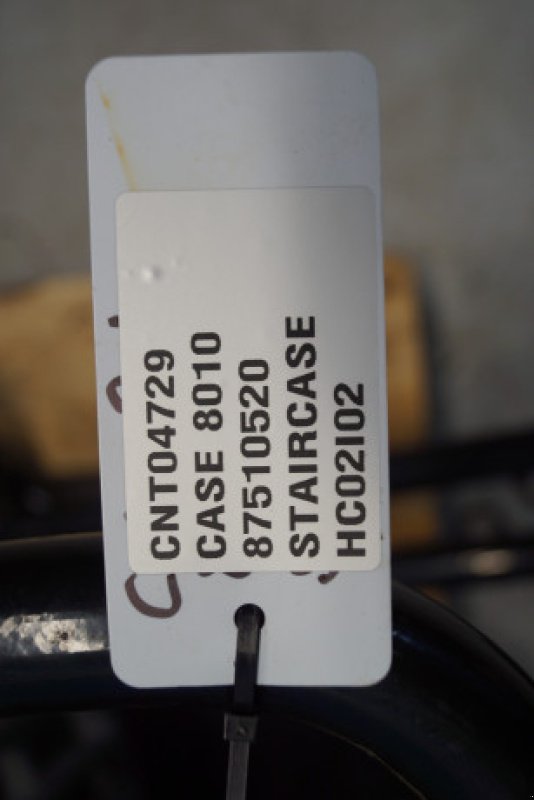 CNT04729
CASE 8010
87510520
STAIRCASE
HC02I02